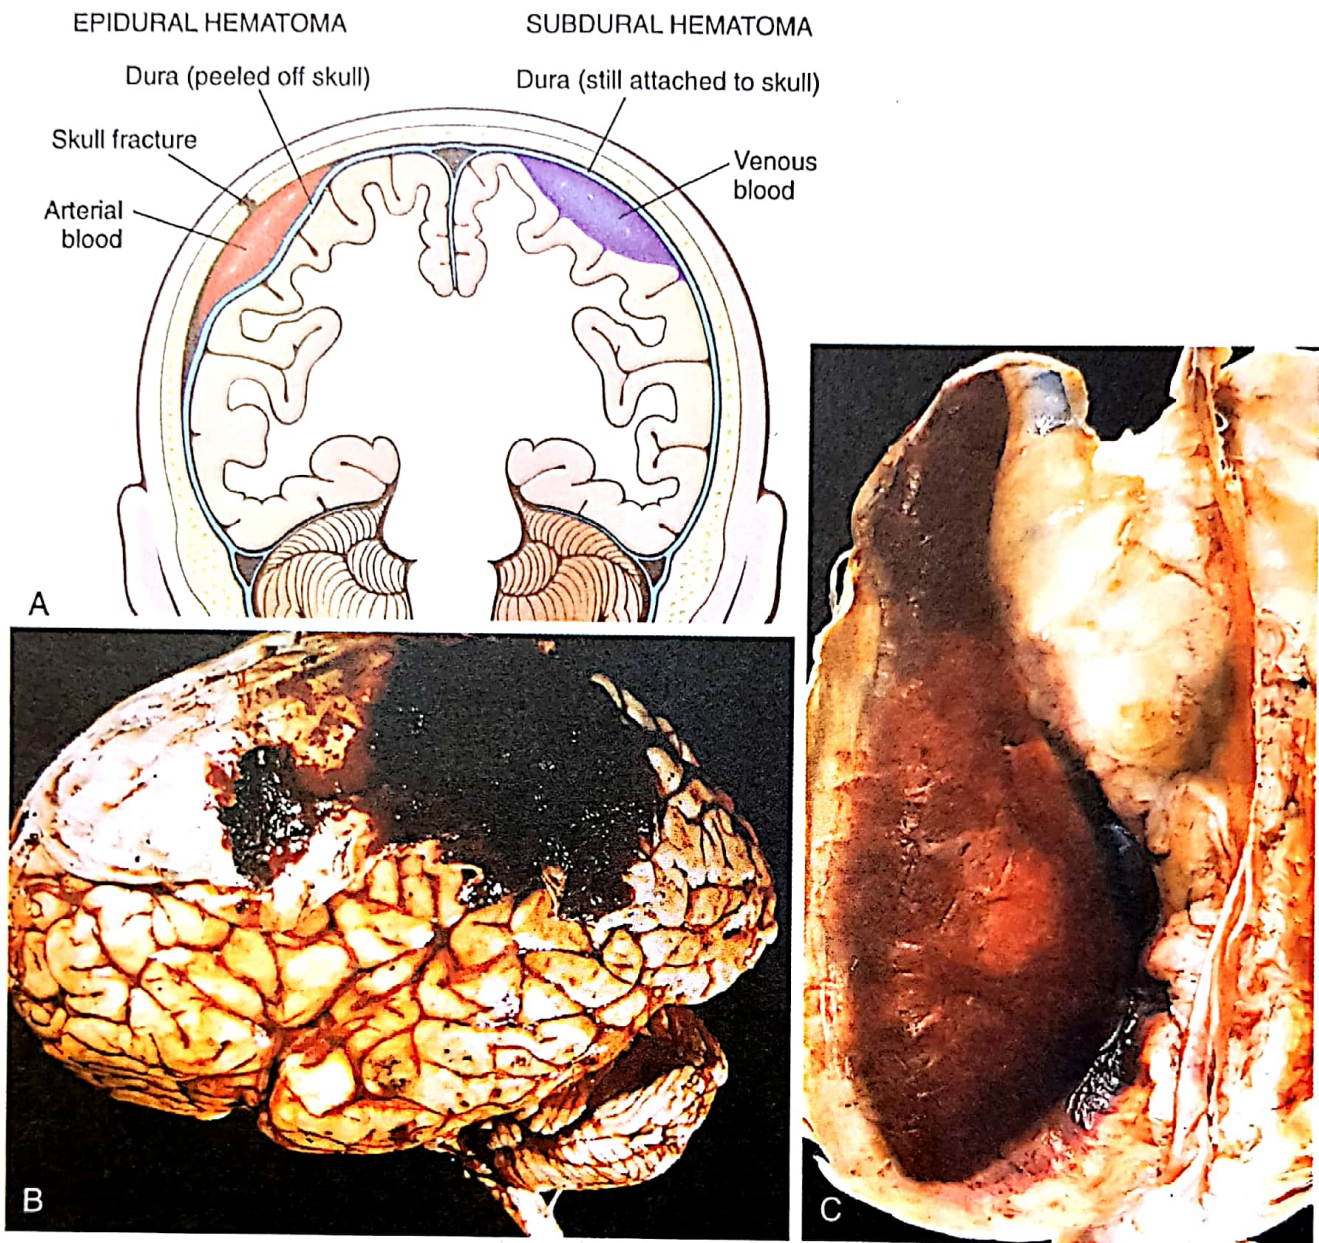 EPIDURAL HEMATOMA
SUBDURAL HEMATOMA
Dura (peeled off skull)
Dura (still attached to skull)
Skull fracture
Venous
blood
Arterial
blood
A
B
C